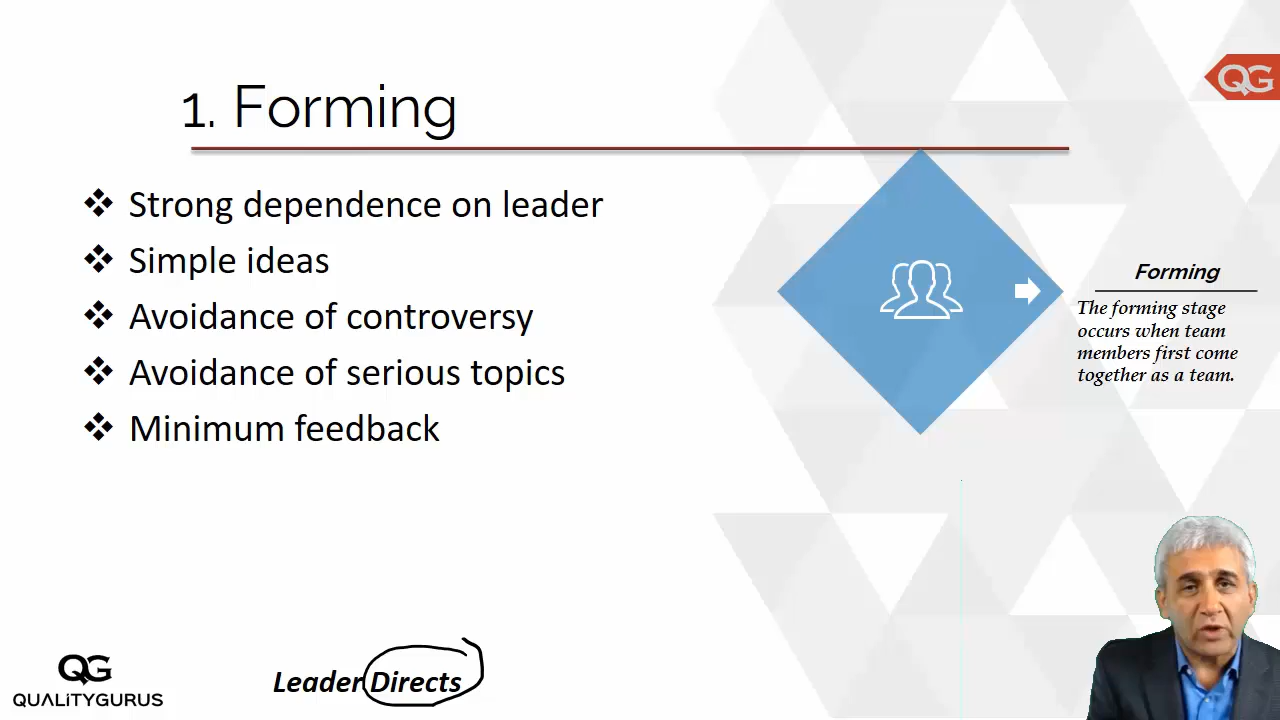 1. Forming
❖ Strong dependence on leader
❖ Simple ideas
❖ Avoidance of controversy
❖ Avoidance of serious topics
❖ Minimum feedback
QG
Forming
The forming stage
occurs when team
members first come
together as a team.
QG
QUALiTYGURUS
Leader Directs